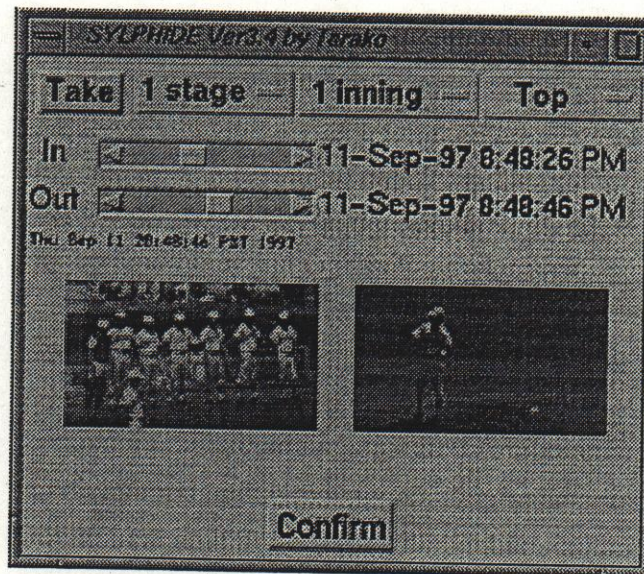 SYLPHIDE Ver3.4 by Terako
Take 1 stage 1 inning Top
In 11-Sep-97 8:48:26 PM
Out 11-Sep-97 8:48:46 PM
Thu Sep 11 20:48:46 PST 1997
Confirm